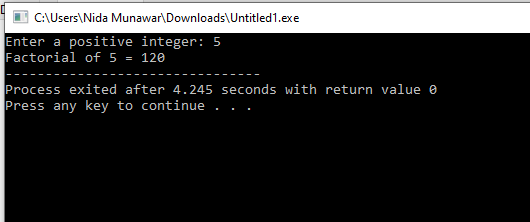 C:\Users\Nida Munawar\Downloads\Untitled1.exe
Enter a positive integer: 5
Factorial of 5 = 120
--------------------------------
Process exited after 4.245 seconds with return value 0
Press any key to continue . . .